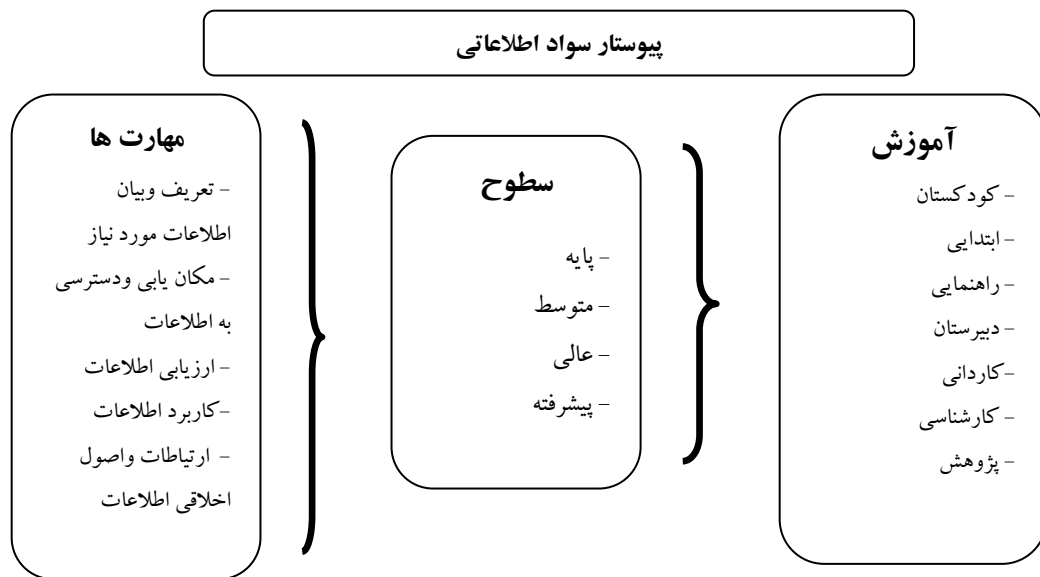 پیوستار سواد اطلاعاتی
آموزش
– کودکستان
– ابتدایی
– راهنمایی
– دبیرستان
–کاردانی
– کارشناسی
– پژوهش
سطوح
– پایه
– متوسط
– عالی
– پیشرفته
مهارت ها
– تعریف وبیان
اطلاعات مورد نیاز
– مکان یابی ودسترسی
به اطلاعات
– ارزیابی اطلاعات
–کاربرد اطلاعات
– ارتباطات واصول
اخلاقی اطلاعات